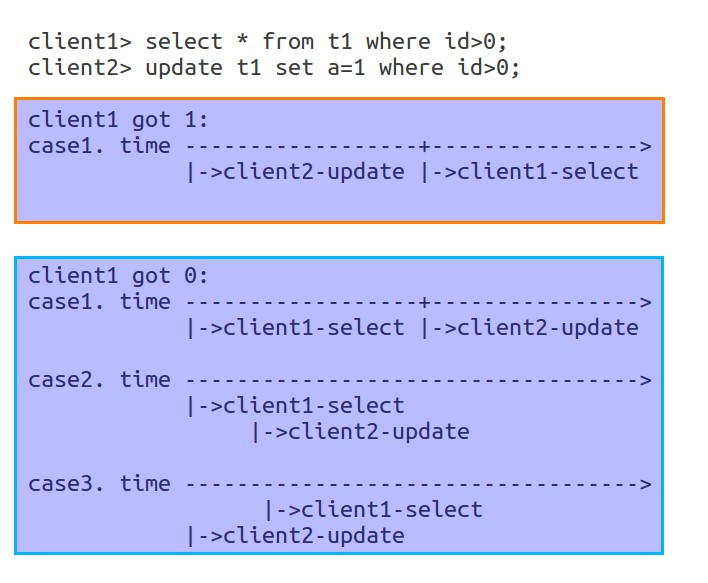 client1> select * from t1 where id>0;
client2> update t1 set a=1 where id>0;
client1 got 1:
case1. time ------------------+---------------->
|->client2-update |->client1-select
client1 got 0:
case1. time ------------------+---------------->
|->client1-select |->client2-update
case2. time ----------------------------------->
|->client1-select
|->client2-update
case3. time ----------------------------------->
|->client1-select
|->client2-update